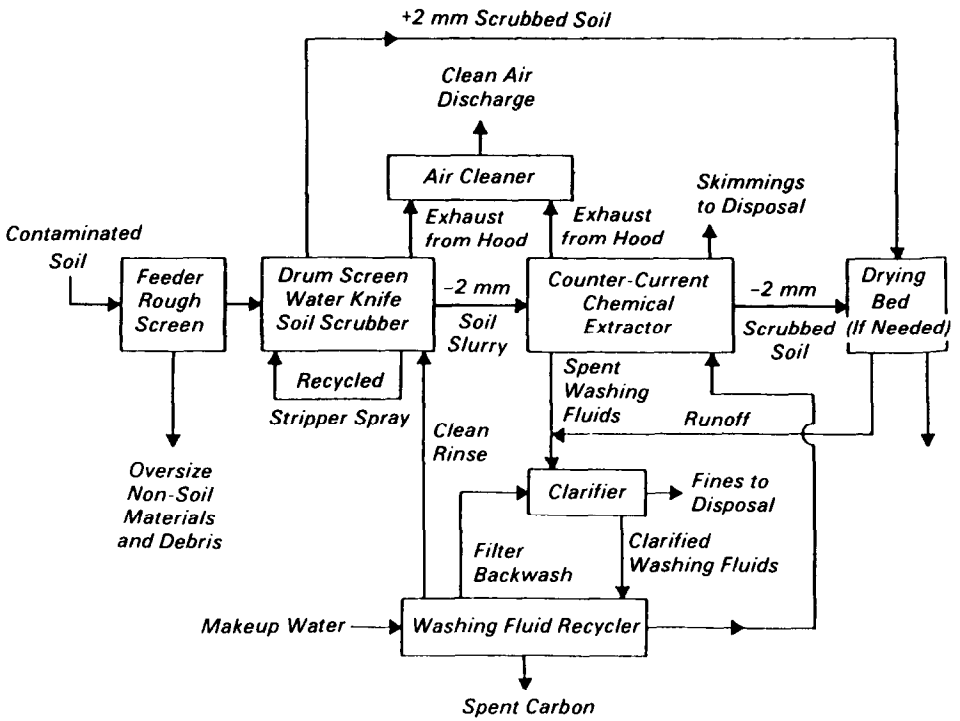 +2 mm Scrubbed Soil
Clean Air
Discharge
Air Cleaner
Skimmings
to Disposal
Exhaust
from Hood
Exhaust
from Hood
Contaminated
Soil
Feeder
Rough
Screen
Drum Screen
Water Knife
Soil Scrubber
-2 mm
Soil
Slurry
Counter-Current
Chemical
Extractor
-2 mm
Scrubbed
Soil
Drying
Bed
(If Needed)
Recycled
Stripper Spray
Spent
Washing
Fluids
Runoff
Clean
Rinse
Oversize
Non-Soil
Materials
and Debris
Clarifier
Fines to
Disposal
Filter
Backwash
Clarified
Washing Fluids
Makeup Water
Washing Fluid Recycler
Spent Carbon